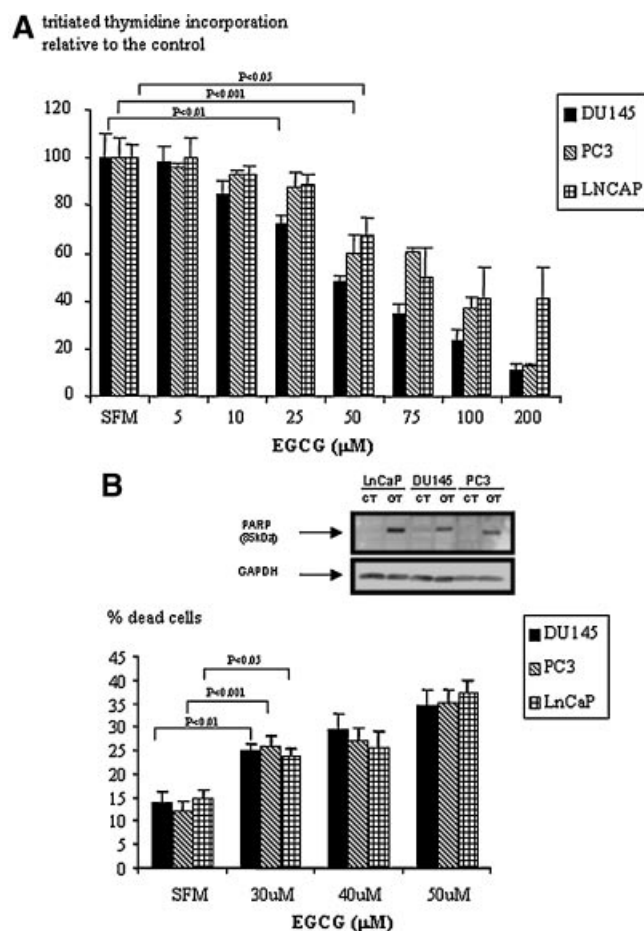 A
tritiated thymidine incorporation
relative to the control
P<0.05
P<0.001
P<0.01
120
100
80
60
40
20
0
SFM 5 10 25 50 75 100 200
EGCG (µM)
DU145
PC3
LNCAP
B
LnCaP DU145 PC3
CT OT CT OT CT OT
PARP
(85kDa)
GAPDH
% dead cells
P<0.05
P<0.001
P<0.01
45
40
35
30
25
20
15
10
5
0
SFM 30uM 40uM 50uM
EGCG (µM)
DU145
PC3
LnCaP